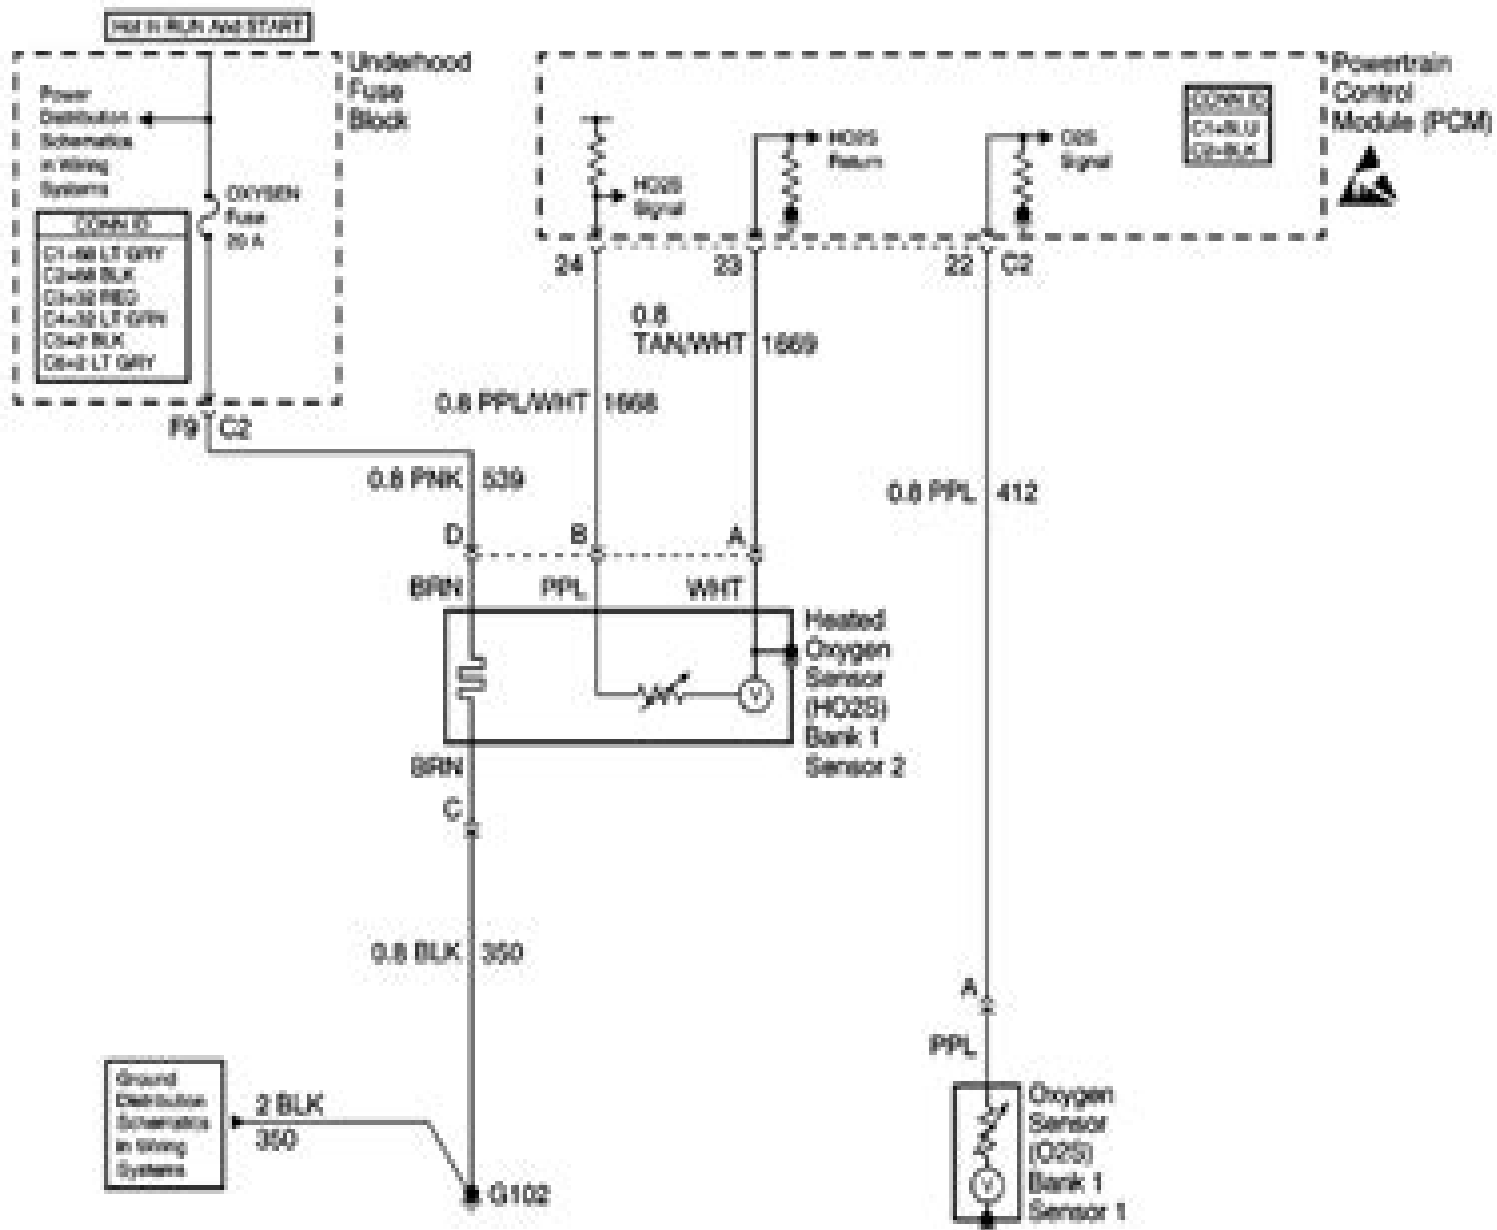 Hot In RUN And START
Underhood
Fuse
Block
Power
Distribution
Schematics
in Wiring
Systems
OXYGEN
Fuse
20 A
CONN ID
C1=68 LT GRY
C2=68 BLK
C3=32 RED
C4=32 LT GRN
C5=2 BLK
C6=2 LT GRY
F9 C2
Powertrain
Control
Module (PCM)
CONN ID
C1=BLU
C2=BLK
HO2S
Signal
HO2S
Return
O2S
Signal
24
23
22 C2
0.8
TAN/WHT 1669
0.8 PPL/WHT 1668
0.8 PNK 539
0.8 PPL 412
D
B
A
BRN
PPL
WHT
Heated
Oxygen
Sensor
(HO2S)
Bank 1
Sensor 2
V
BRN
C
0.8 BLK 350
A
PPL
Ground
Distribution
Schematics
in Wiring
Systems
2 BLK
350
G102
Oxygen
Sensor
(O2S)
Bank 1
Sensor 1
V